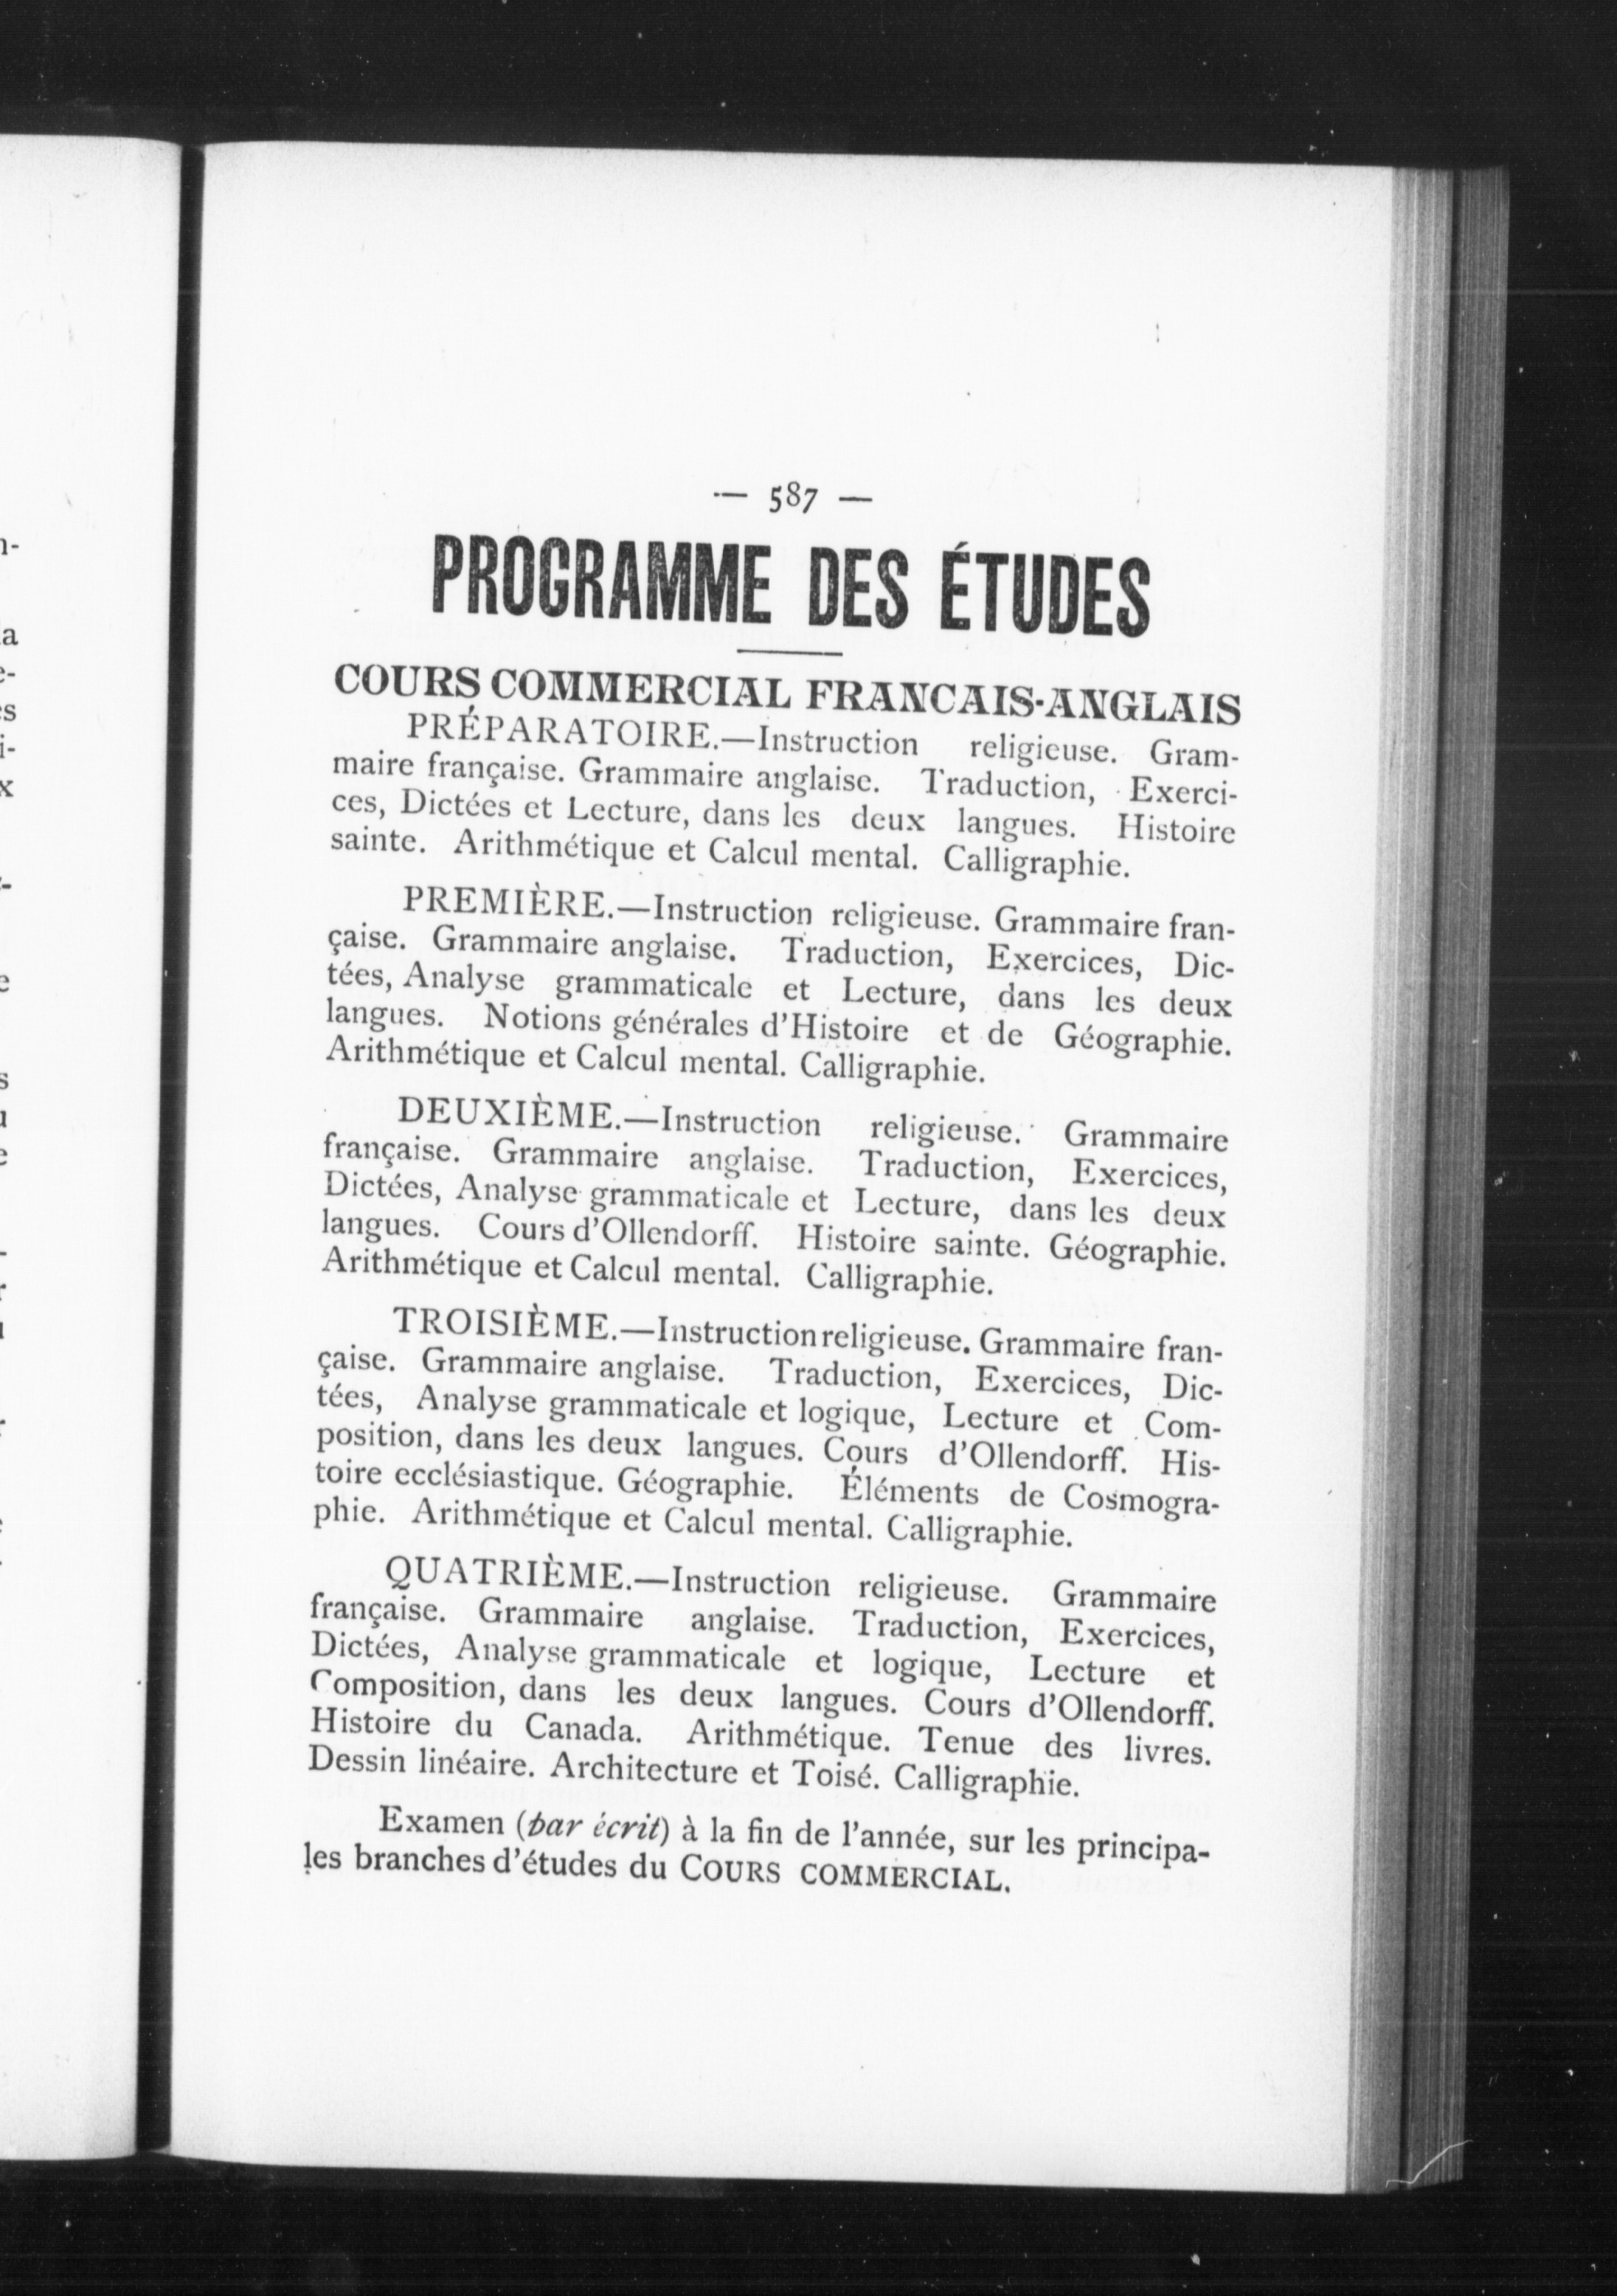 — 587 —
PROGRAMME DES ÉTUDES
COURS COMMERCIAL FRANCAIS-ANGLAIS
PRÉPARATOIRE.—Instruction religieuse. Gram-
maire française. Grammaire anglaise. Traduction, Exerci-
ces, Dictées et Lecture, dans les deux langues. Histoire
sainte. Arithmétique et Calcul mental. Calligraphie.
PREMIÈRE.—Instruction religieuse. Grammaire fran-
çaise. Grammaire anglaise. Traduction, Exercices, Dic-
tées, Analyse grammaticale et Lecture, dans les deux
langues. Notions générales d'Histoire et de Géographie.
Arithmétique et Calcul mental. Calligraphie.
DEUXIÈME.—Instruction religieuse. Grammaire
française. Grammaire anglaise. Traduction, Exercices,
Dictées, Analyse grammaticale et Lecture, dans les deux
langues. Cours d'Ollendorff. Histoire sainte. Géographie.
Arithmétique et Calcul mental. Calligraphie.
TROISIÈME.—Instruction religieuse. Grammaire fran-
çaise. Grammaire anglaise. Traduction, Exercices, Dic-
tées, Analyse grammaticale et logique, Lecture et Com-
position, dans les deux langues. Cours d'Ollendorff. His-
toire ecclésiastique. Géographie. Éléments de Cosmogra-
phie. Arithmétique et Calcul mental. Calligraphie.
QUATRIÈME.—Instruction religieuse. Grammaire
française. Grammaire anglaise. Traduction, Exercices,
Dictées, Analyse grammaticale et logique, Lecture et
Composition, dans les deux langues. Cours d'Ollendorff.
Histoire du Canada. Arithmétique. Tenue des livres.
Dessin linéaire. Architecture et Toisé. Calligraphie.
Examen (par écrit) à la fin de l'année, sur les principa-
les branches d'études du COURS COMMERCIAL.